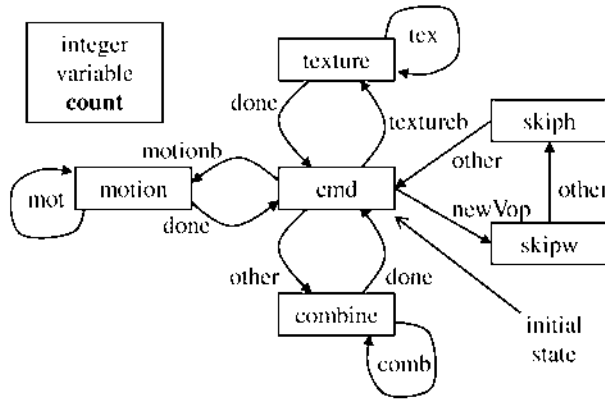 integer
variable
count
texture
tex
done
textureb
skiph
motionb
other
mot
motion
cmd
other
done
newVop
skipw
other
done
combine
initial
state
comb